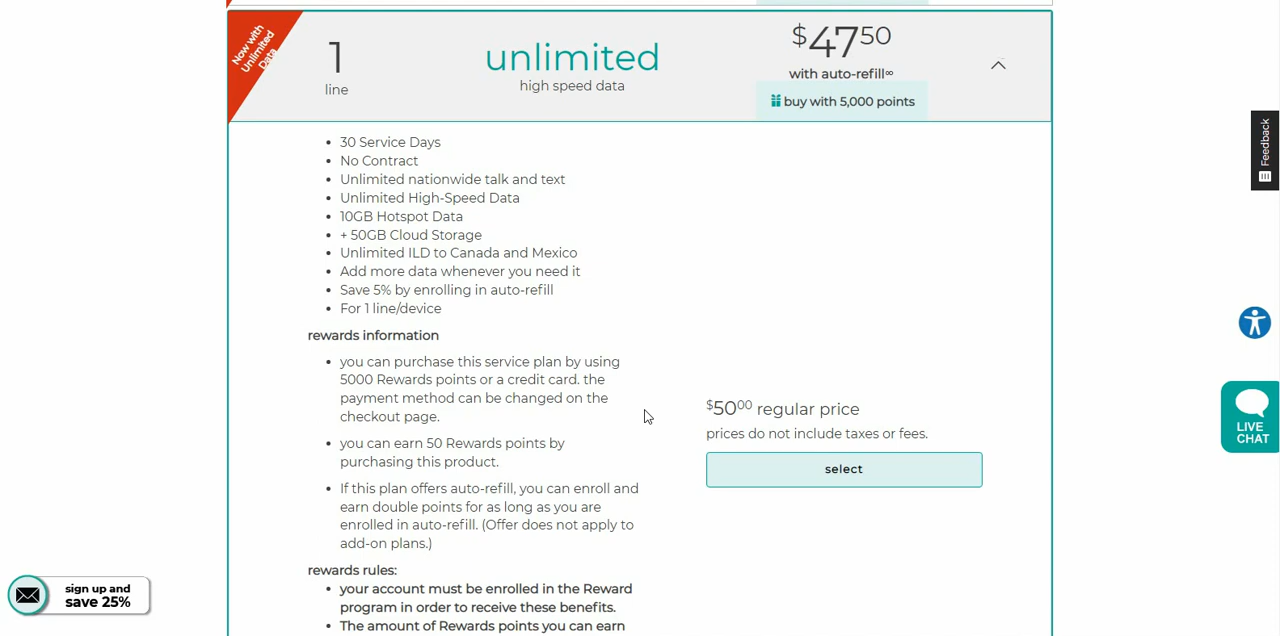 Now with
Unlimited
Data
1
line
unlimited
high speed data
$4750
with auto-refill∞
buy with 5,000 points
• 30 Service Days
• No Contract
• Unlimited nationwide talk and text
• Unlimited High-Speed Data
• 10GB Hotspot Data
• + 50GB Cloud Storage
• Unlimited ILD to Canada and Mexico
• Add more data whenever you need it
• Save 5% by enrolling in auto-refill
• For 1 line/device
rewards information
• you can purchase this service plan by using
5000 Rewards points or a credit card. the
payment method can be changed on the
checkout page.
• you can earn 50 Rewards points by
purchasing this product.
• If this plan offers auto-refill, you can enroll and
earn double points for as long as you are
enrolled in auto-refill. (Offer does not apply to
add-on plans.)
rewards rules:
• your account must be enrolled in the Reward
program in order to receive these benefits.
• The amount of Rewards points you can earn
$5000 regular price
prices do not include taxes or fees.
select
Feedback
LIVE
CHAT
sign up and
save 25%